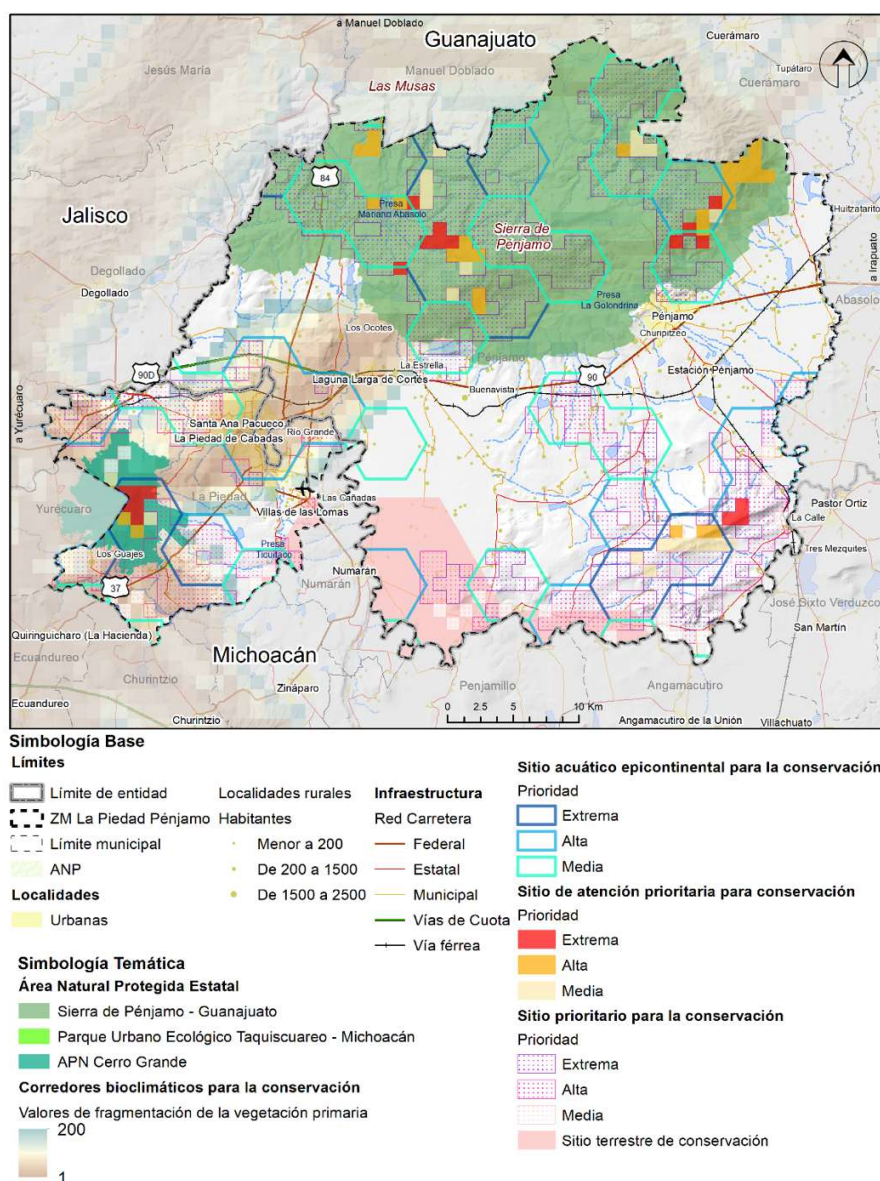 a Manuel Doblado
Guanajuato
Cuerámaro
Jesús María
Manuel Doblado
Tupátaro
Las Musas
Cuerámaro
84
Jalisco
Presa
Mariano Abasolo
Huitzatarito
Sierra de
Pénjamo
Degollado
a Irapuato
Degollado
Presa
La Golondrina
Abasolo
Pénjamo
Los Ocotes
Churipitzeo
La Estrella
Pénjamo
90D
Laguna Larga de Cortés
90
Estación Pénjamo
Buenavista
a Yurécuaro
Santa Ana Pacueco
Río Grande
La Piedad de Cabadas
Yurécuaro
La Piedad
Las Cañadas
Villas de las Lomas
Pastor Ortiz
La Calle
Presa
Ticuítaco
Los Guajes
Tres Mezquites
37
Numarán
Numarán
José Sixto Verduzco
Quiringuicharo (La Hacienda)
San Martín
Michoacán
Ecuandureo
Churintzio
Zináparo
Penjamillo
Angamacutiro
Ecuandureo
Churintzio
0 2.5 5 10 Km
Angamacutiro de la Unión
Villachuato
Simbología Base
Límites
Límite de entidad
ZM La Piedad Pénjamo
Límite municipal
ANP
Localidades
Urbanas
Localidades rurales
Habitantes
Menor a 200
De 200 a 1500
De 1500 a 2500
Infraestructura
Red Carretera
Federal
Estatal
Municipal
Vías de Cuota
Vía férrea
Simbología Temática
Área Natural Protegida Estatal
Sierra de Pénjamo - Guanajuato
Parque Urbano Ecológico Taquiscuareo - Michoacán
APN Cerro Grande
Corredores bioclimáticos para la conservación
Valores de fragmentación de la vegetación primaria
200
1
Sitio acuático epicontinental para la conservación
Prioridad
Extrema
Alta
Media
Sitio de atención prioritaria para conservación
Prioridad
Extrema
Alta
Media
Sitio prioritario para la conservación
Prioridad
Extrema
Alta
Media
Sitio terrestre de conservación